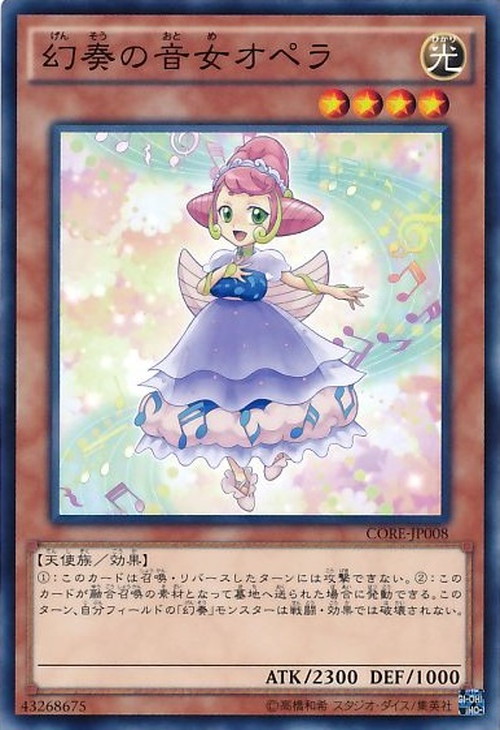 げんそう おとめ
幻奏の音女オペラ
ひかり
光
CORE-JP008
【天使族／効果】
①：このカードは召喚・リバースしたターンには攻撃できない。②：この
カードが融合召喚の素材となって墓地へ送られた場合に発動できる。この
ターン、自分フィールドの「幻奏」モンスターは戦闘・効果では破壊されない。
ATK/2300 DEF/1000
43268675 ©高橋和希 スタジオ・ダイス/集英社